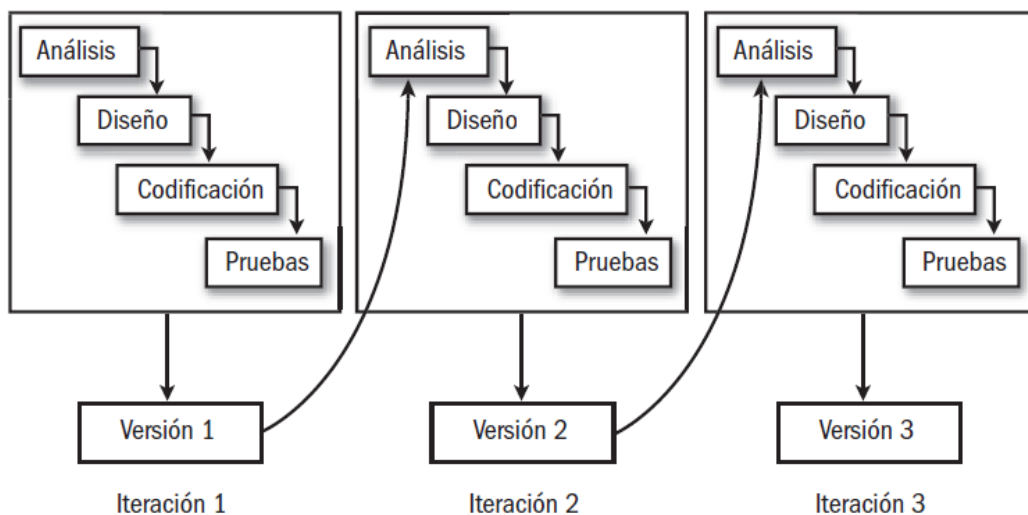 Análisis
Diseño
Codificación
Pruebas
Versión 1
Iteración 1
Análisis
Diseño
Codificación
Pruebas
Versión 2
Iteración 2
Análisis
Diseño
Codificación
Pruebas
Versión 3
Iteración 3